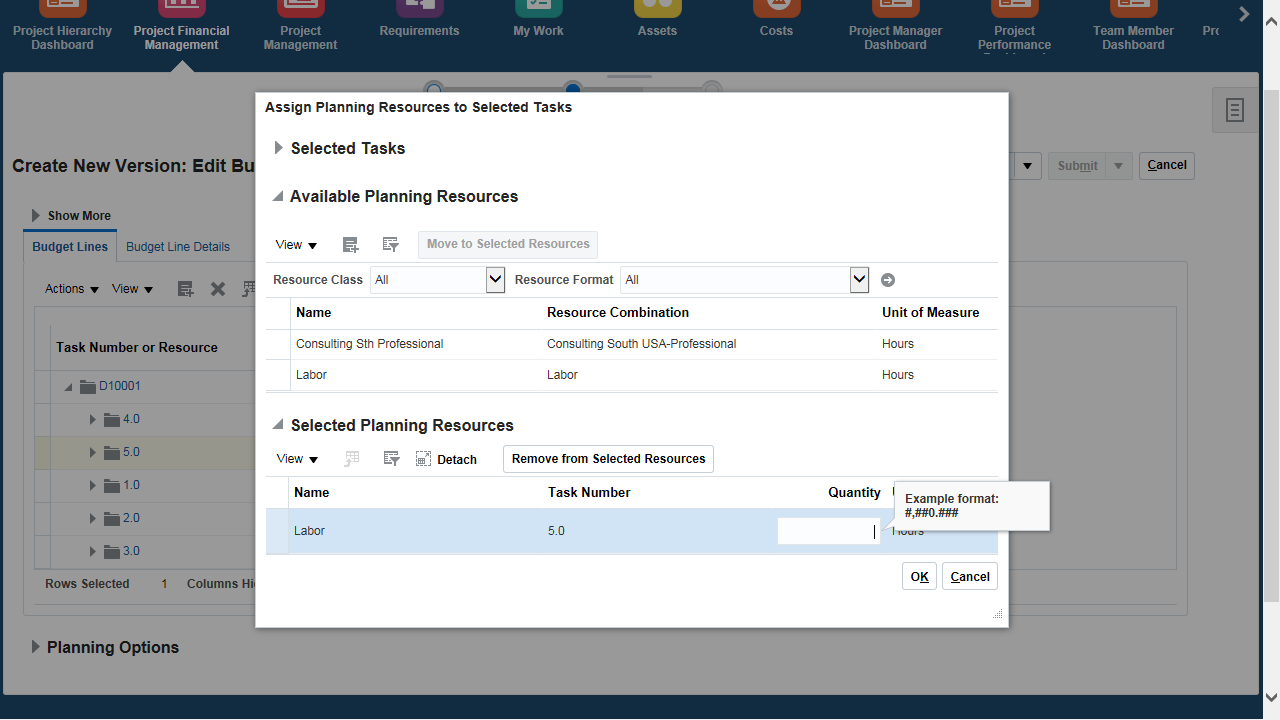 Project Hierarchy
Dashboard
Project Financial
Management
Project
Management
Requirements
My Work
Assets
Costs
Project Manager
Dashboard
Project
Performance
Dashboard
Team Member
Dashboard
Assign Planning Resources to Selected Tasks
Selected Tasks
Create New Version: Edit Bu
Submit
Cancel
Available Planning Resources
Show More
Budget Lines
Budget Line Details
View
Move to Selected Resources
Resource Class
All
Resource Format
All
Actions
View
Name
Resource Combination
Unit of Measure
Consulting Sth Professional
Consulting South USA-Professional
Hours
Labor
Labor
Hours
Task Number or Resource
D10001
4.0
5.0
1.0
2.0
3.0
Selected Planning Resources
View
Detach
Remove from Selected Resources
Name
Task Number
Quantity
Example format:
#,##0.###
Labor
5.0
Hours
OK
Cancel
Rows Selected 1
Columns Hi
Planning Options